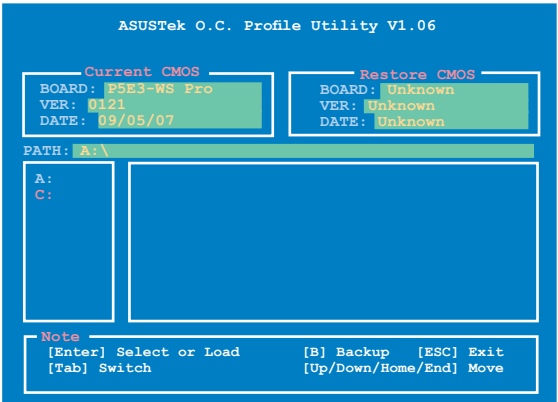 ASUSTek O.C. Profile Utility V1.06
Current CMOS
BOARD: P5E3-WS Pro
VER: 0121
DATE: 09/05/07
Restore CMOS
BOARD: Unknown
VER: Unknown
DATE: Unknown
PATH: A:\
A:
C:
Note
[Enter] Select or Load [B] Backup [ESC] Exit
[Tab] Switch [Up/Down/Home/End] Move